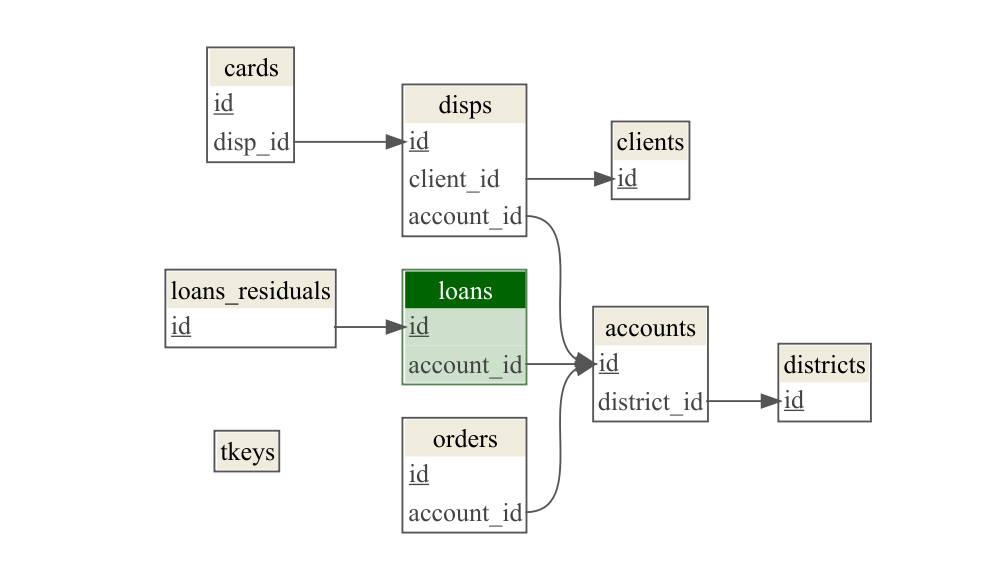 cards
id
disp_id
disps
id
client_id
account_id
clients
id
loans_residuals
id
loans
id
account_id
accounts
id
district_id
districts
id
tkeys
orders
id
account_id